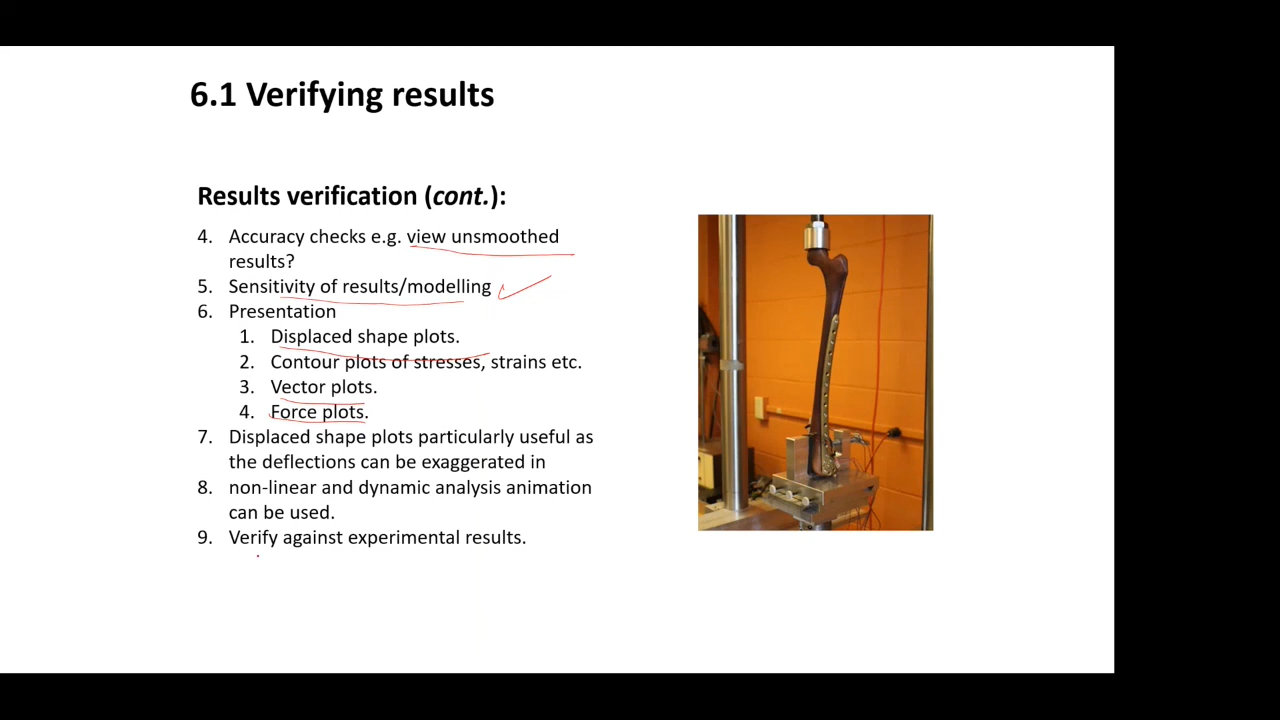 6.1 Verifying results
Results verification (cont.):
4. Accuracy checks e.g. view unsmoothed
results?
5. Sensitivity of results/modelling
6. Presentation
1. Displaced shape plots.
2. Contour plots of stresses, strains etc.
3. Vector plots.
4. Force plots.
7. Displaced shape plots particularly useful as
the deflections can be exaggerated in
8. non-linear and dynamic analysis animation
can be used.
9. Verify against experimental results.